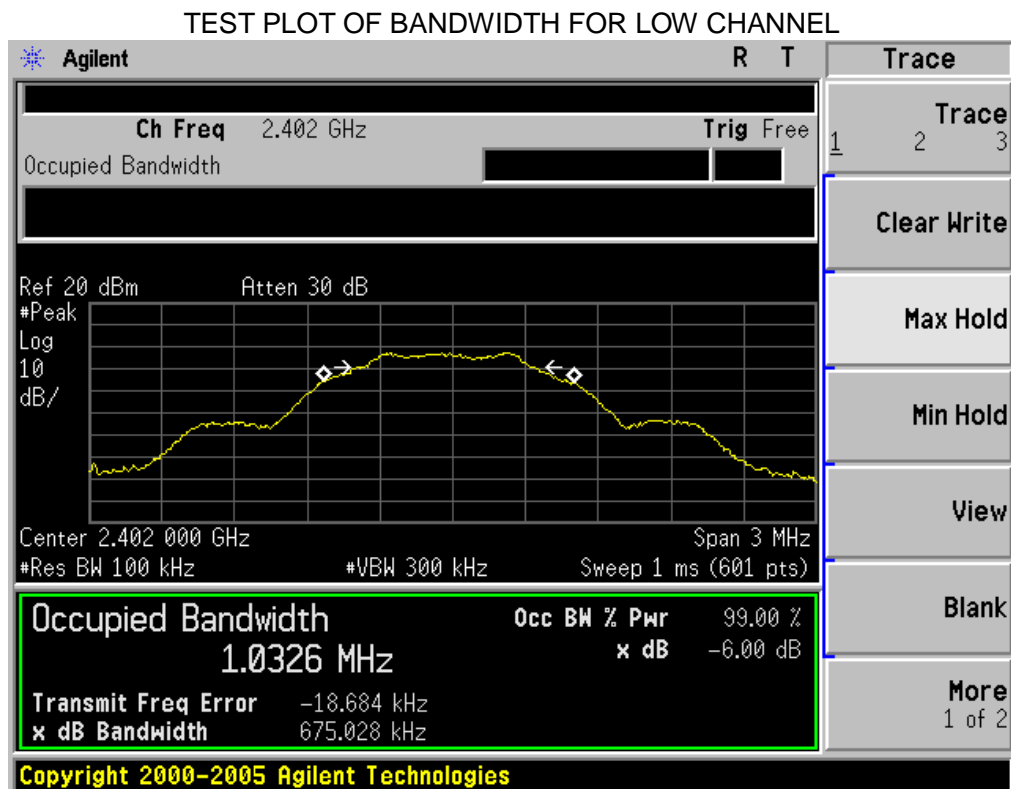 TEST PLOT OF BANDWIDTH FOR LOW CHANNEL
Agilent R T Trace
Ch Freq 2.402 GHz Trig Free
Occupied Bandwidth
Trace
1 2 3
Clear Write
Max Hold
Min Hold
View
Blank
More
1 of 2
Ref 20 dBm Atten 30 dB
#Peak
Log
10
dB/
Center 2.402 000 GHz Span 3 MHz
#Res BW 100 kHz #VBW 300 kHz Sweep 1 ms (601 pts)
Occupied Bandwidth Occ BW % Pwr 99.00 %
1.0326 MHz x dB -6.00 dB
Transmit Freq Error -18.684 kHz
x dB Bandwidth 675.028 kHz
Copyright 2000-2005 Agilent Technologies